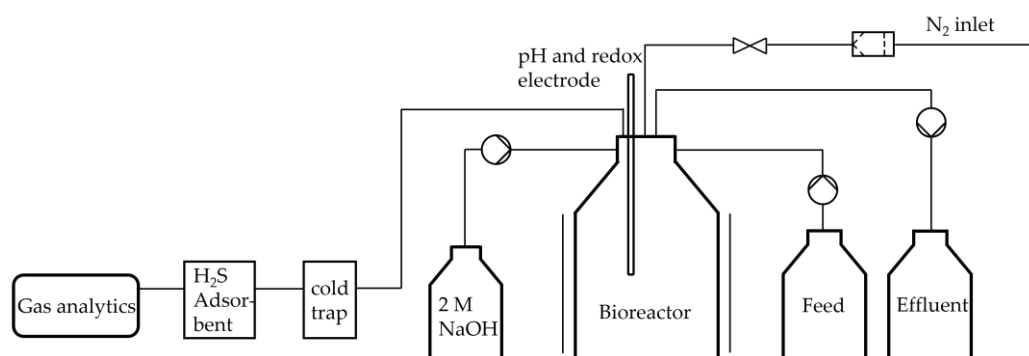 N₂ inlet
pH and redox
electrode
H₂S
Adsor-
bent
cold
trap
Gas analytics
2 M
NaOH
Bioreactor
Feed
Effluent